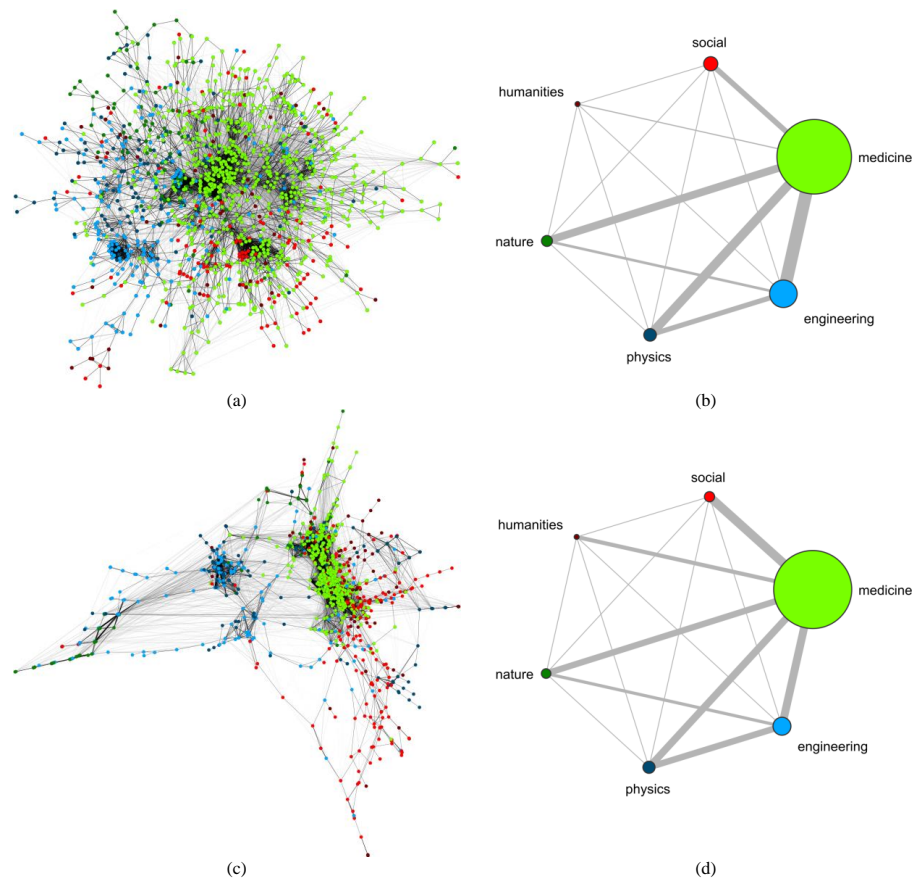 social
humanities
medicine
nature
engineering
physics
(a)
(b)
social
humanities
medicine
nature
engineering
physics
(c)
(d)